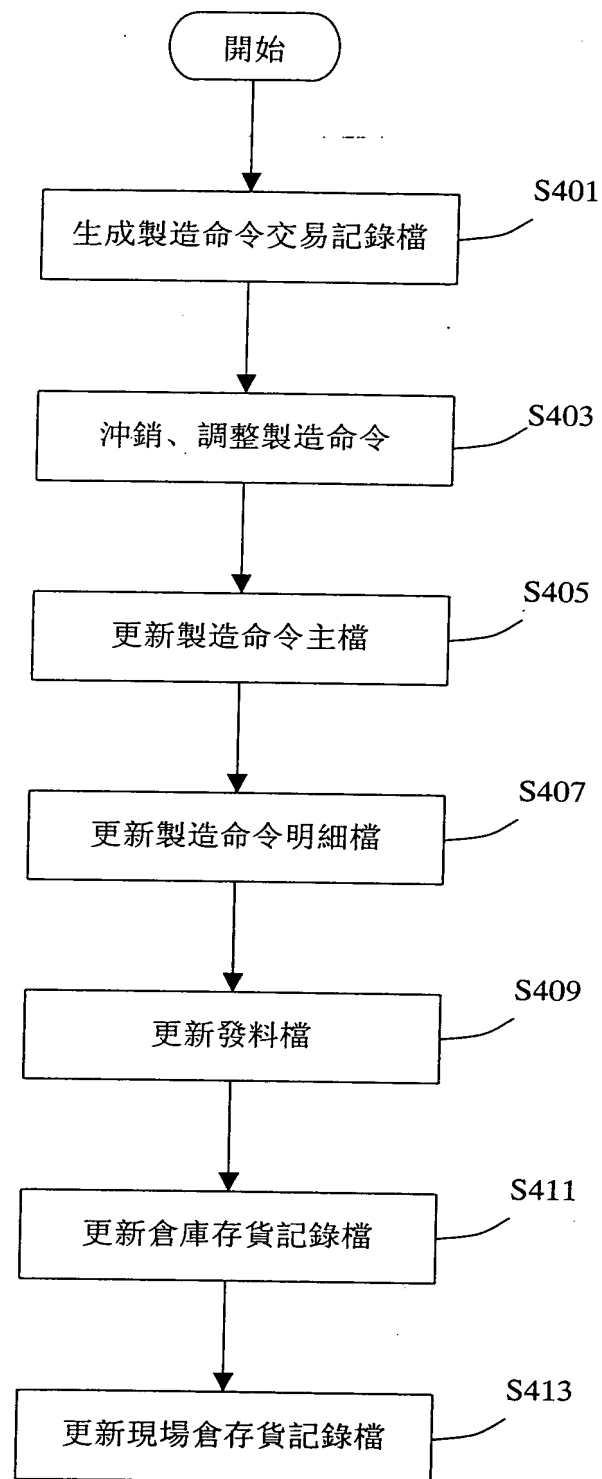 開始
S401
生成製造命令交易記錄檔
S403
沖銷、調整製造命令
S405
更新製造命令主檔
S407
更新製造命令明細檔
S409
更新發料檔
S411
更新倉庫存貨記錄檔
S413
更新現場倉存貨記錄檔